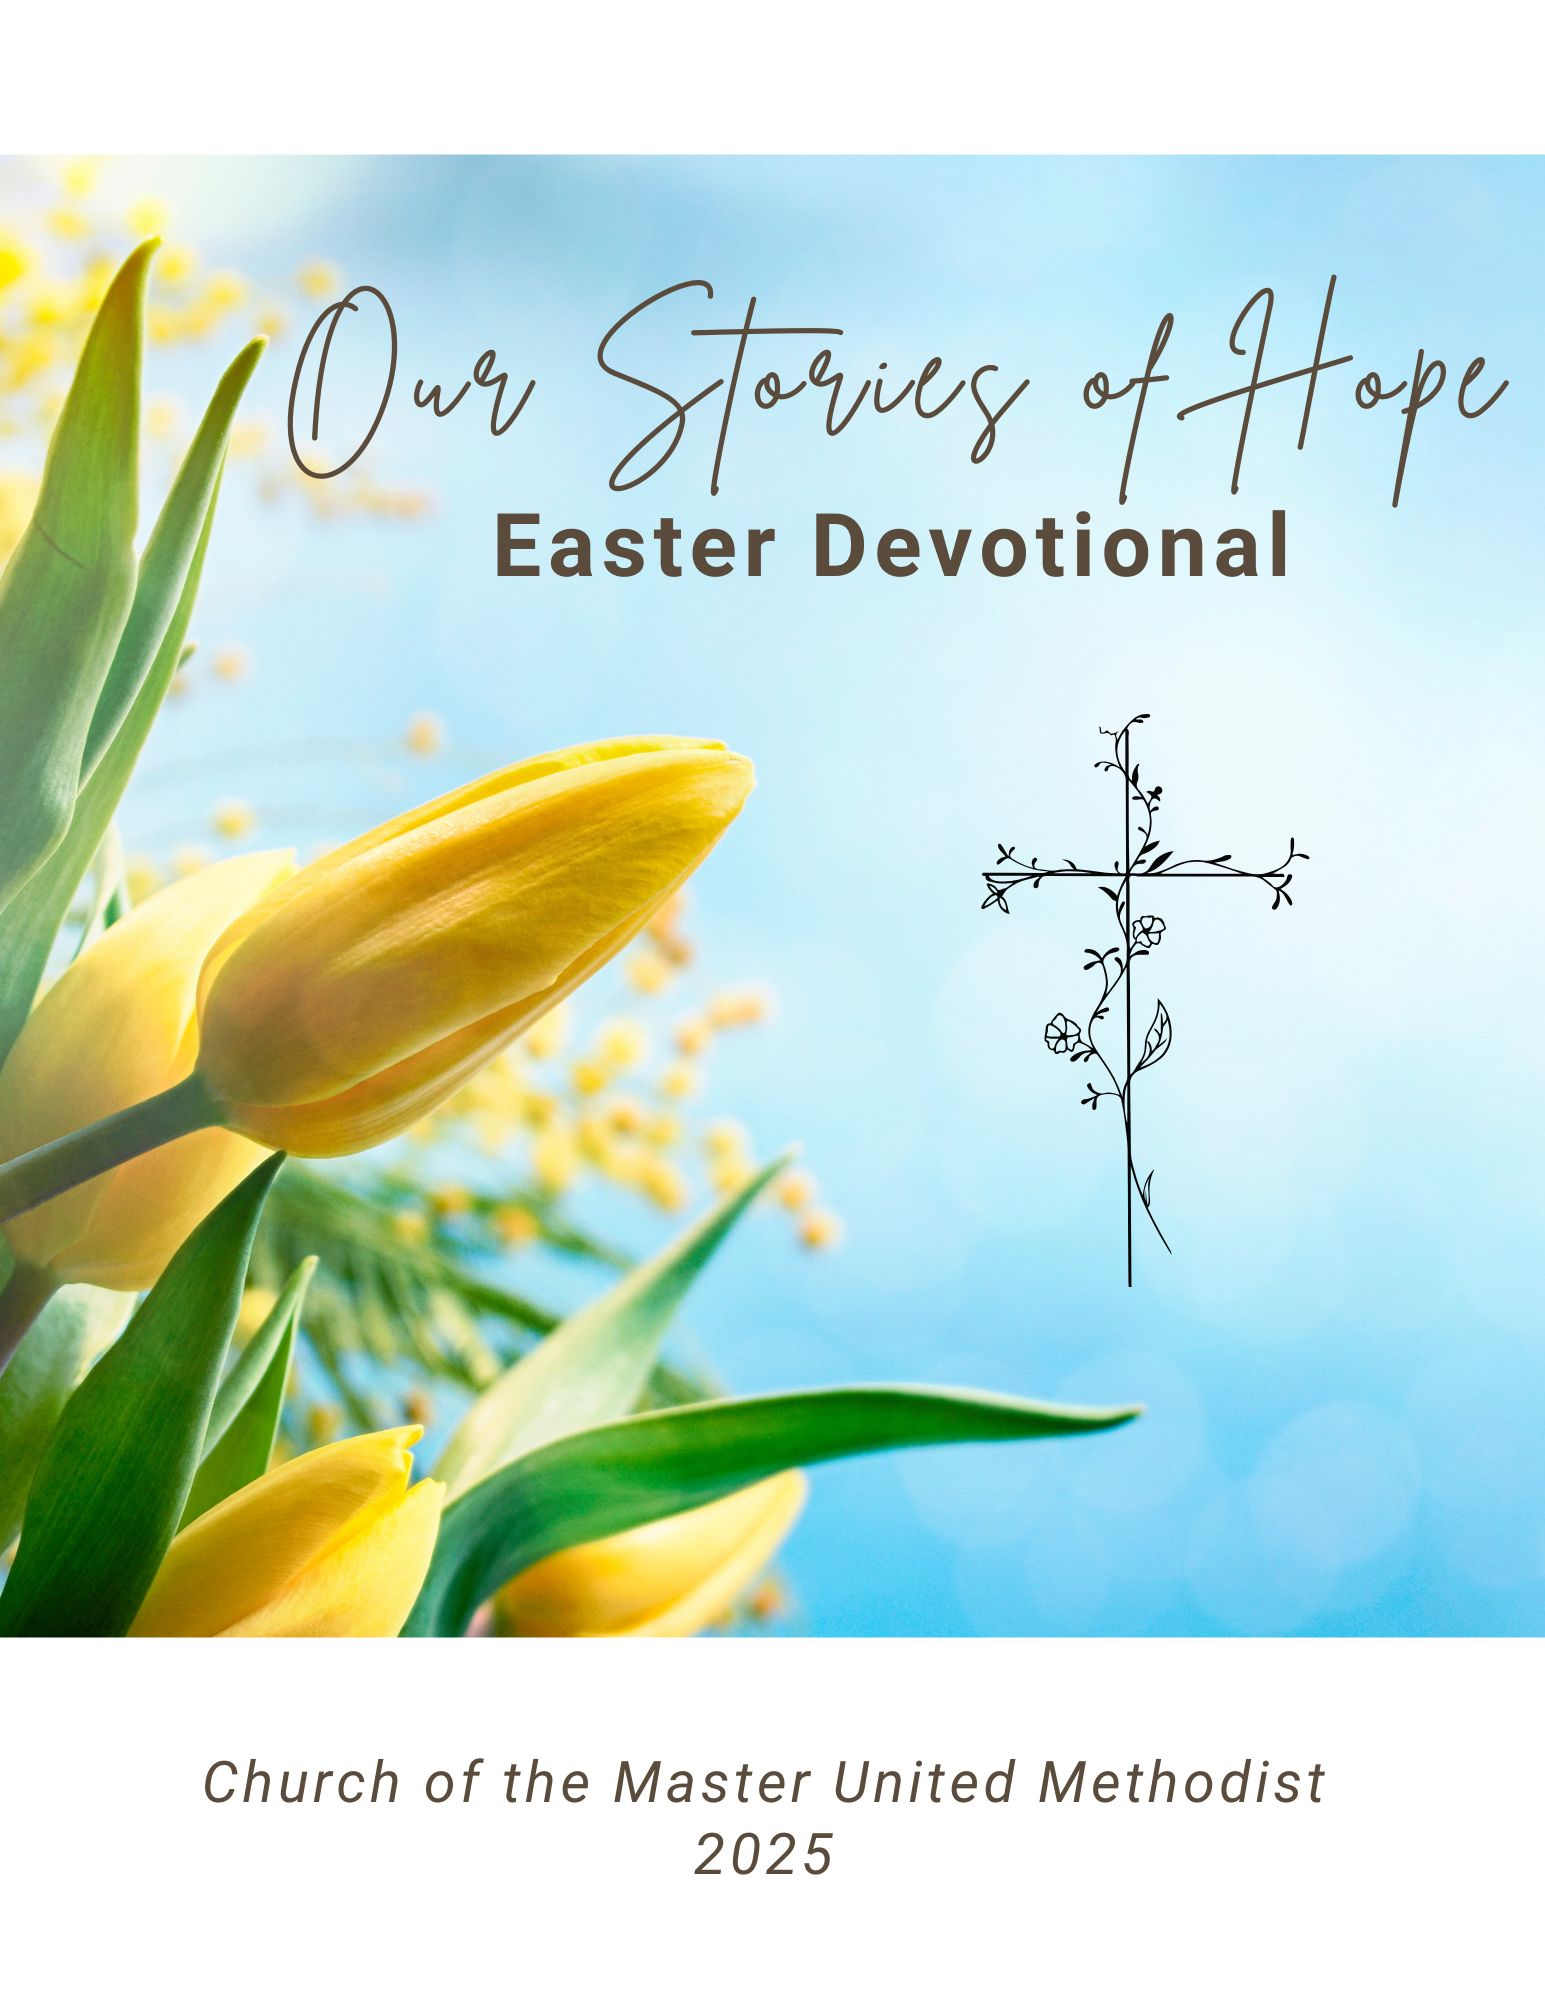 Our Stories of Hope
Easter Devotional
Church of the Master United Methodist
2025